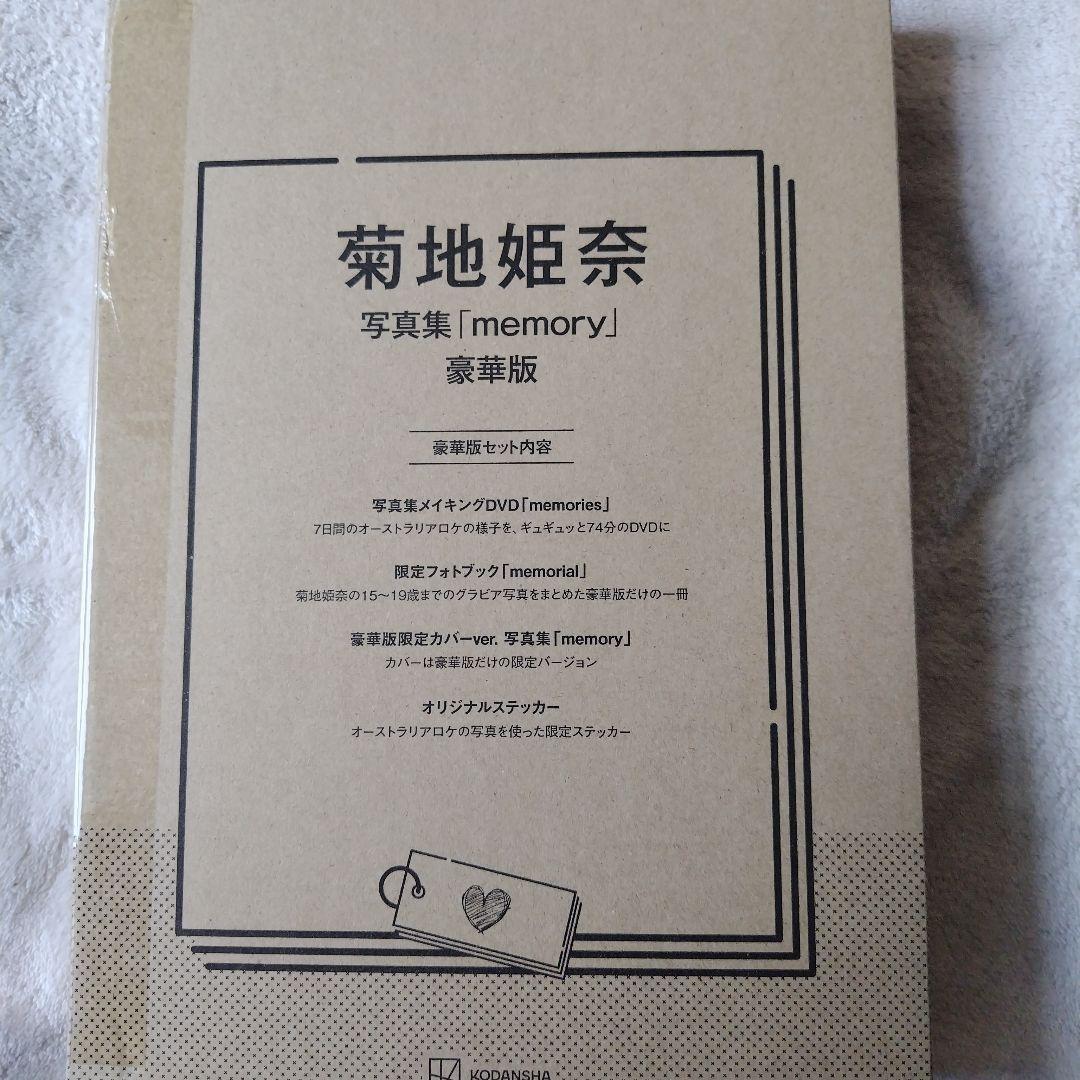 菊地姫奈
写真集「memory」
豪華版
豪華版セット内容
写真集メイキングDVD「memories」
7日間のオーストラリアロケの様子を、ギュギュッと74分のDVDに
限定フォトブック「memorial」
菊地姫奈の15〜19歳までのグラビア写真をまとめた豪華版だけの一冊
豪華版限定カバーver. 写真集「memory」
カバーは豪華版だけの限定バージョン
オリジナルステッカー
オーストラリアロケの写真を使った限定ステッカー
KODANSHA